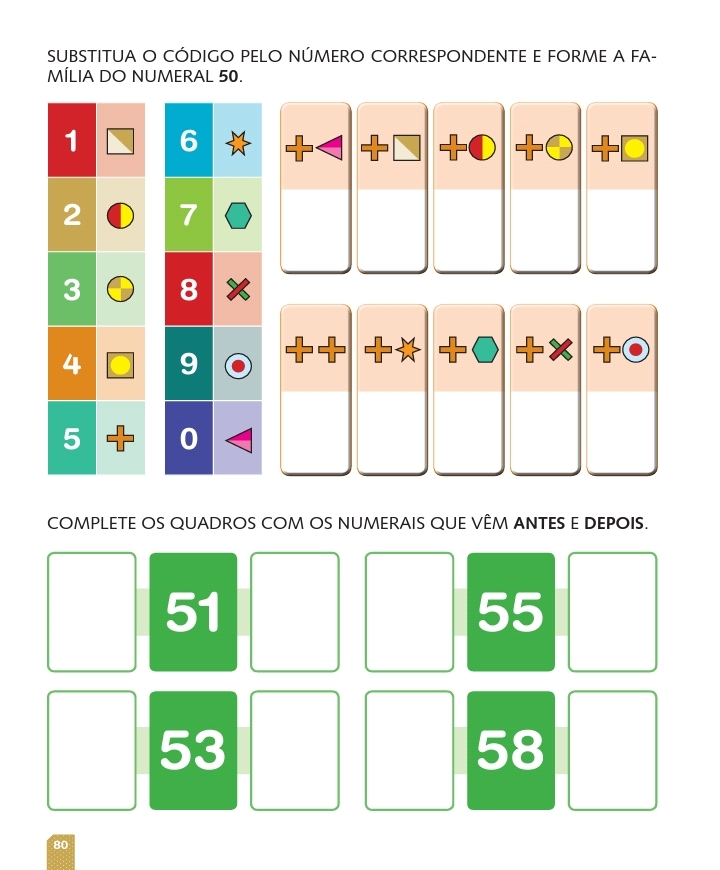 SUBSTITUA O CÓDIGO PELO NÚMERO CORRESPONDENTE E FORME A FA-
MÍLIA DO NUMERAL 50.
1 6
2 7
3 8
4 9
5 0
COMPLETE OS QUADROS COM OS NUMERAIS QUE VÊM ANTES E DEPOIS.
51 55
53 58
80